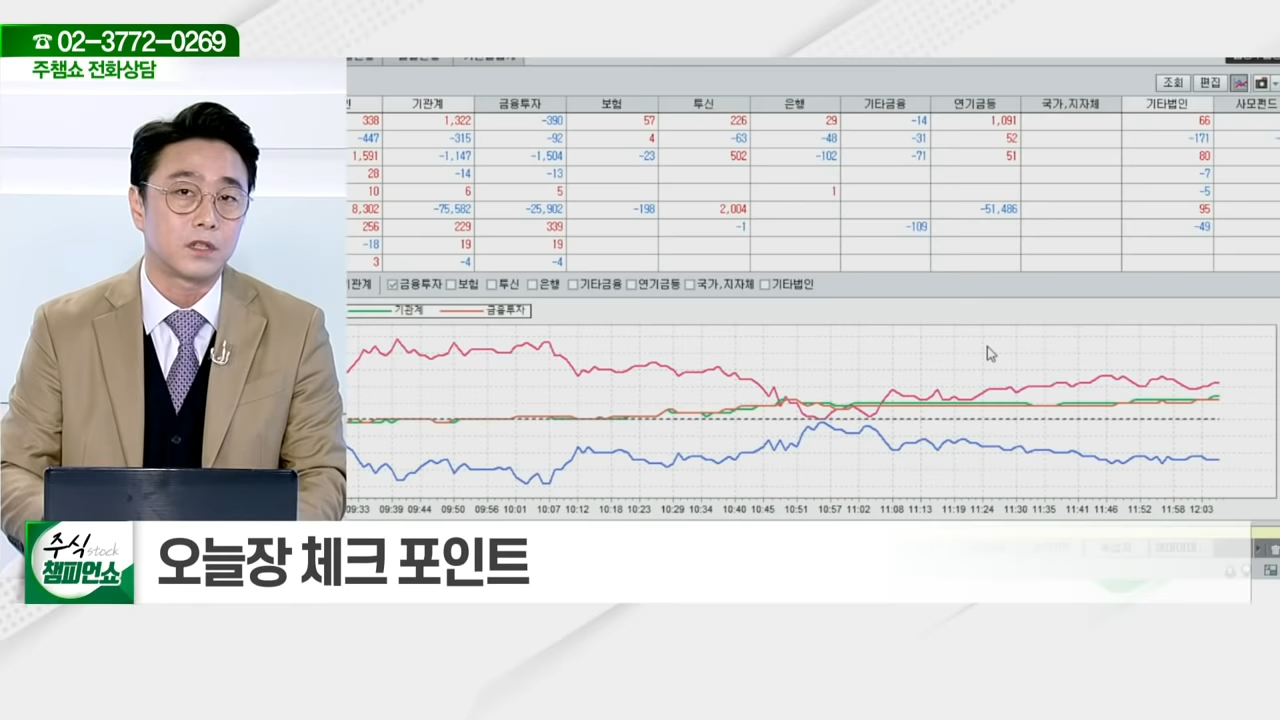 ☎ 02-3772-0269
주챔쇼 전화상담
조회 편집
기관계 금융투자 보험 투신 은행 기타금융 연기금등 국가,지자체 기타법인 사모펀드
338 1,322 -390 57 226 29 -14 1,091 66
-447 -315 -92 4 -63 -48 -31 52 -171
1,591 -1,147 -1,504 -23 502 -102 -71 51 80
28 -14 -13 -7
10 6 5 1 -5
8,302 -75,582 -25,902 -198 2,004 -51,486 95
256 229 339 -1 -109 -49
-18 19 19
3 -4 -4
기관계 금융투자 보험 투신 은행 기타금융 연기금등 국가,지자체 기타법인
기관계 금융투자
09:33 09:39 09:44 09:50 09:56 10:01 10:07 10:12 10:18 10:23 10:29 10:34 10:40 10:45 10:51 10:57 11:02 11:08 11:13 11:19 11:24 11:30 11:35 11:41 11:46 11:52 11:58 12:03
주식 stock
챔피언쇼
오늘장 체크 포인트